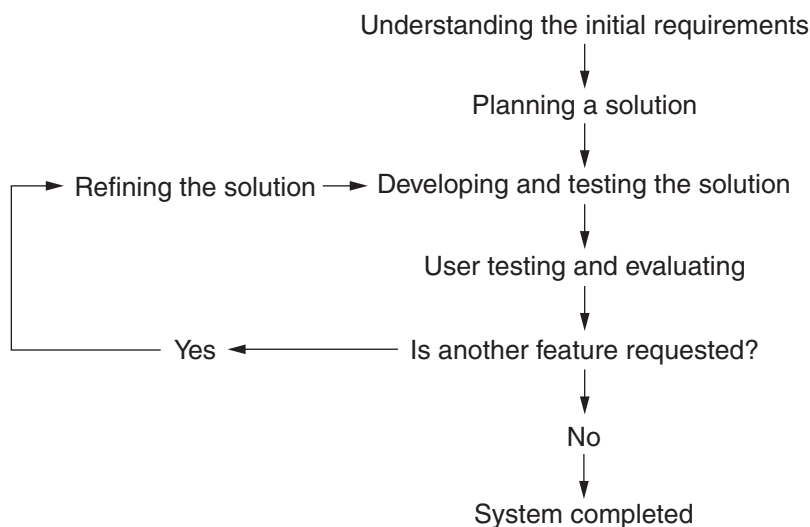 Understanding the initial requirements
Planning a solution
Refining the solution
Developing and testing the solution
User testing and evaluating
Yes
Is another feature requested?
No
System completed